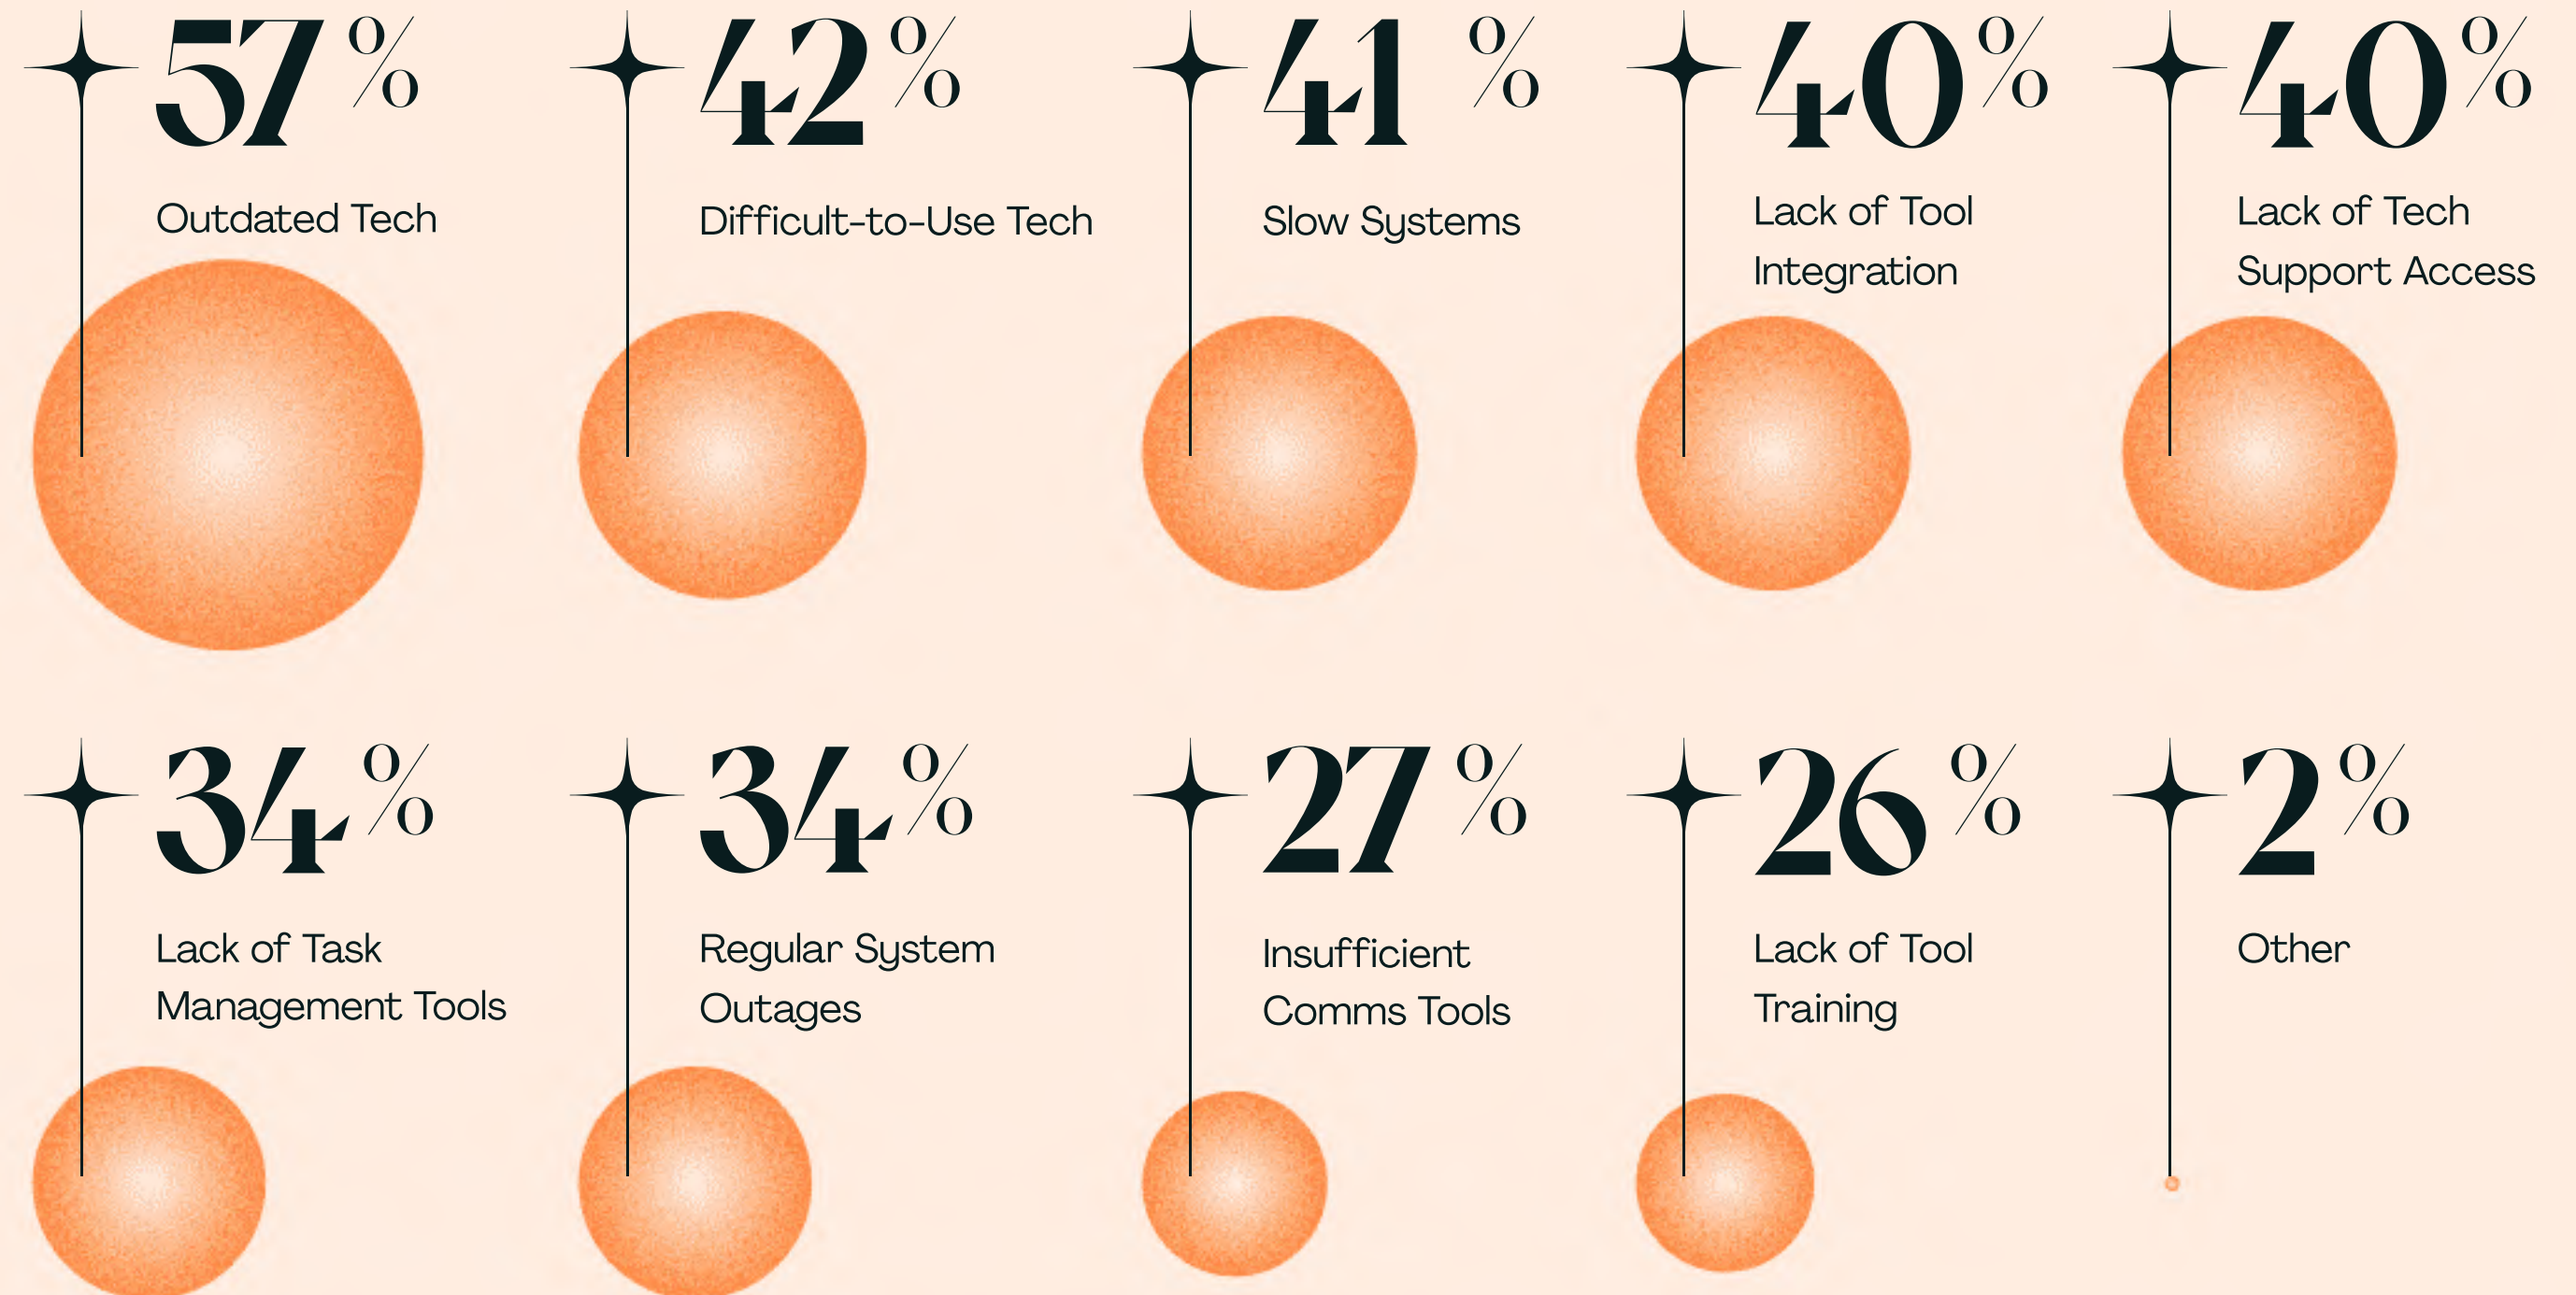 57%
Outdated Tech
42%
Difficult-to-Use Tech
41%
Slow Systems
40%
Lack of Tool
Integration
40%
Lack of Tech
Support Access
34%
Lack of Task
Management Tools
34%
Regular System
Outages
27%
Insufficient
Comms Tools
26%
Lack of Tool
Training
2%
Other